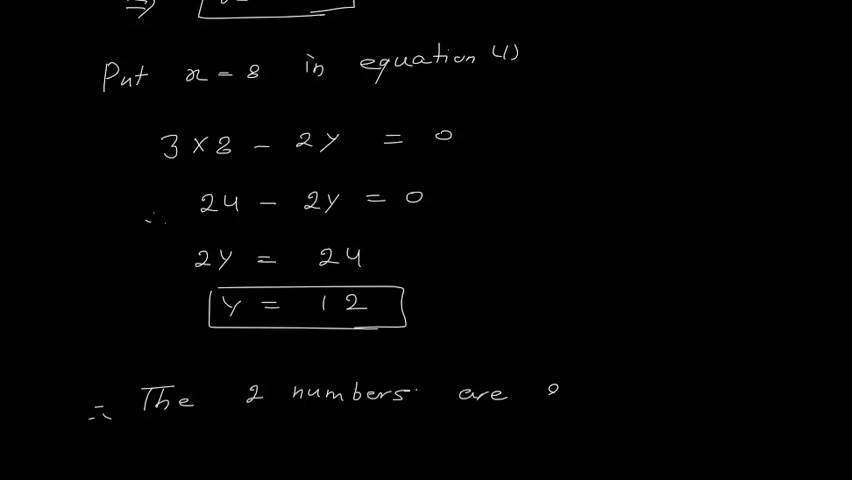 ⇒
Put x = 8 in equation (1)
3 × 8 - 2y = 0
∴ 24 - 2y = 0
2y = 24
y = 12
∴ The 2 numbers are 8